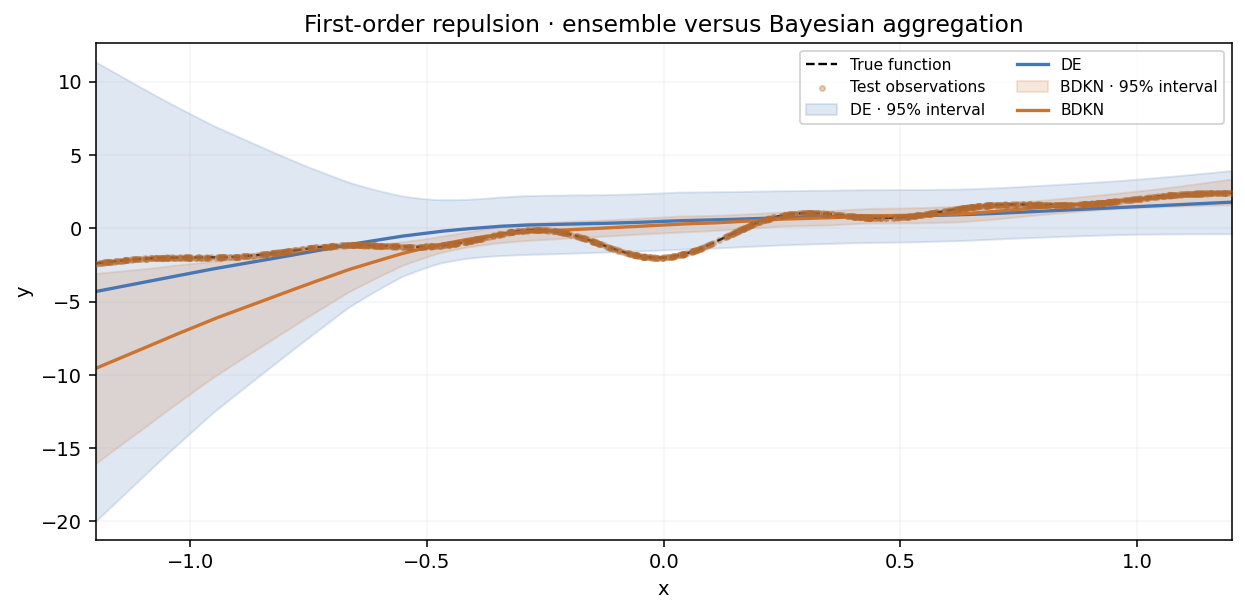 First-order repulsion · ensemble versus Bayesian aggregation
True function
Test observations
DE · 95% interval
DE
BDKN · 95% interval
BDKN
10
5
0
−5
−10
−15
−20
y
−1.0
−0.5
0.0
0.5
1.0
x